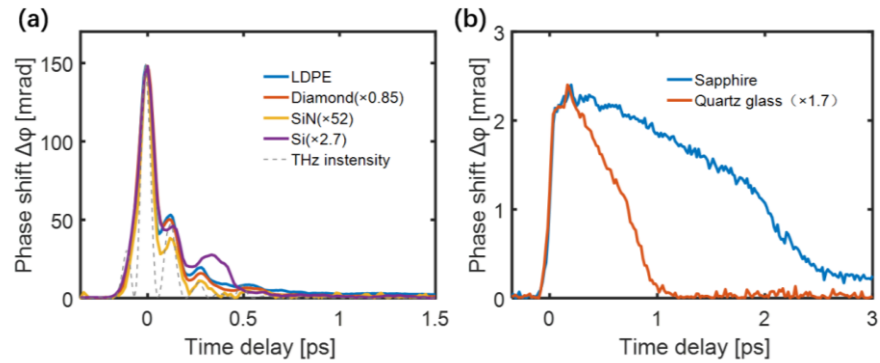 (a)
Phase shift Δφ [mrad]
150
100
50
0
LDPE
Diamond(×0.85)
SiN(×52)
Si(×2.7)
THz instensity
0 0.5 1 1.5
Time delay [ps]
(b)
Phase shift Δφ [mrad]
3
2
1
0
Sapphire
Quartz glass（×1.7）
0 1 2 3
Time delay [ps]